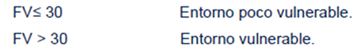 FV≤ 30 Entorno poco vulnerable.
FV > 30 Entorno vulnerable.